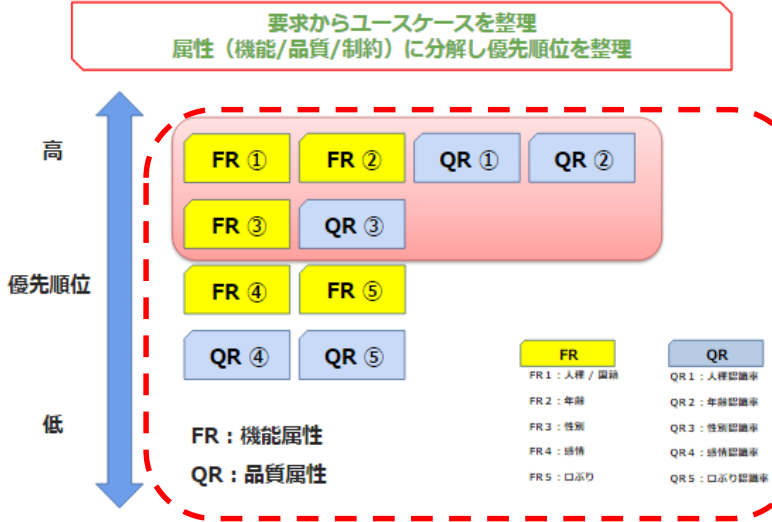 要求からユースケースを整理
属性（機能/品質/制約）に分解し優先順位を整理
高
FR ① FR ② QR ① QR ②
FR ③ QR ③
優先順位
FR ④ FR ⑤
QR ④ QR ⑤
低
FR：機能属性
QR：品質属性
FR
FR１：人種 / 国籍
FR２：年齢
FR３：性別
FR４：感情
FR５：口ぶり
QR
QR１：人種認識率
QR２：年齢認識率
QR３：性別認識率
QR４：感情認識率
QR５：口ぶり認識率